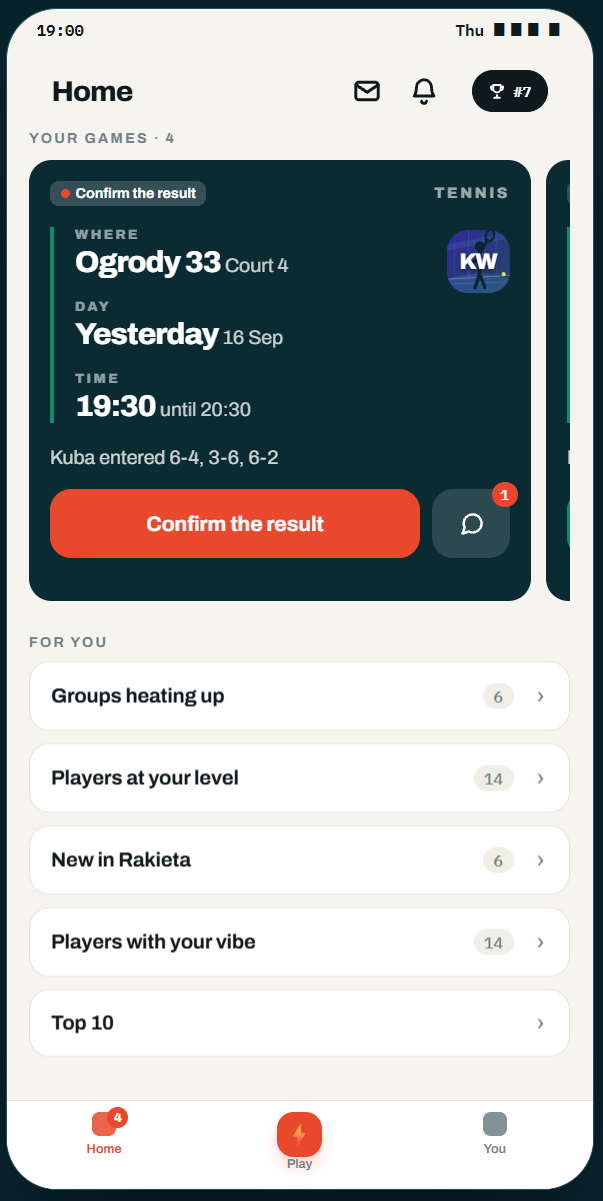 19:00 Thu
Home #7
YOUR GAMES · 4
Confirm the result TENNIS
WHERE
Ogrody 33 Court 4
KW
DAY
Yesterday 16 Sep
TIME
19:30 until 20:30
Kuba entered 6-4, 3-6, 6-2
Confirm the result 1
FOR YOU
Groups heating up 6 ›
Players at your level 14 ›
New in Rakieta 6 ›
Players with your vibe 14 ›
Top 10 ›
4
Home Play You